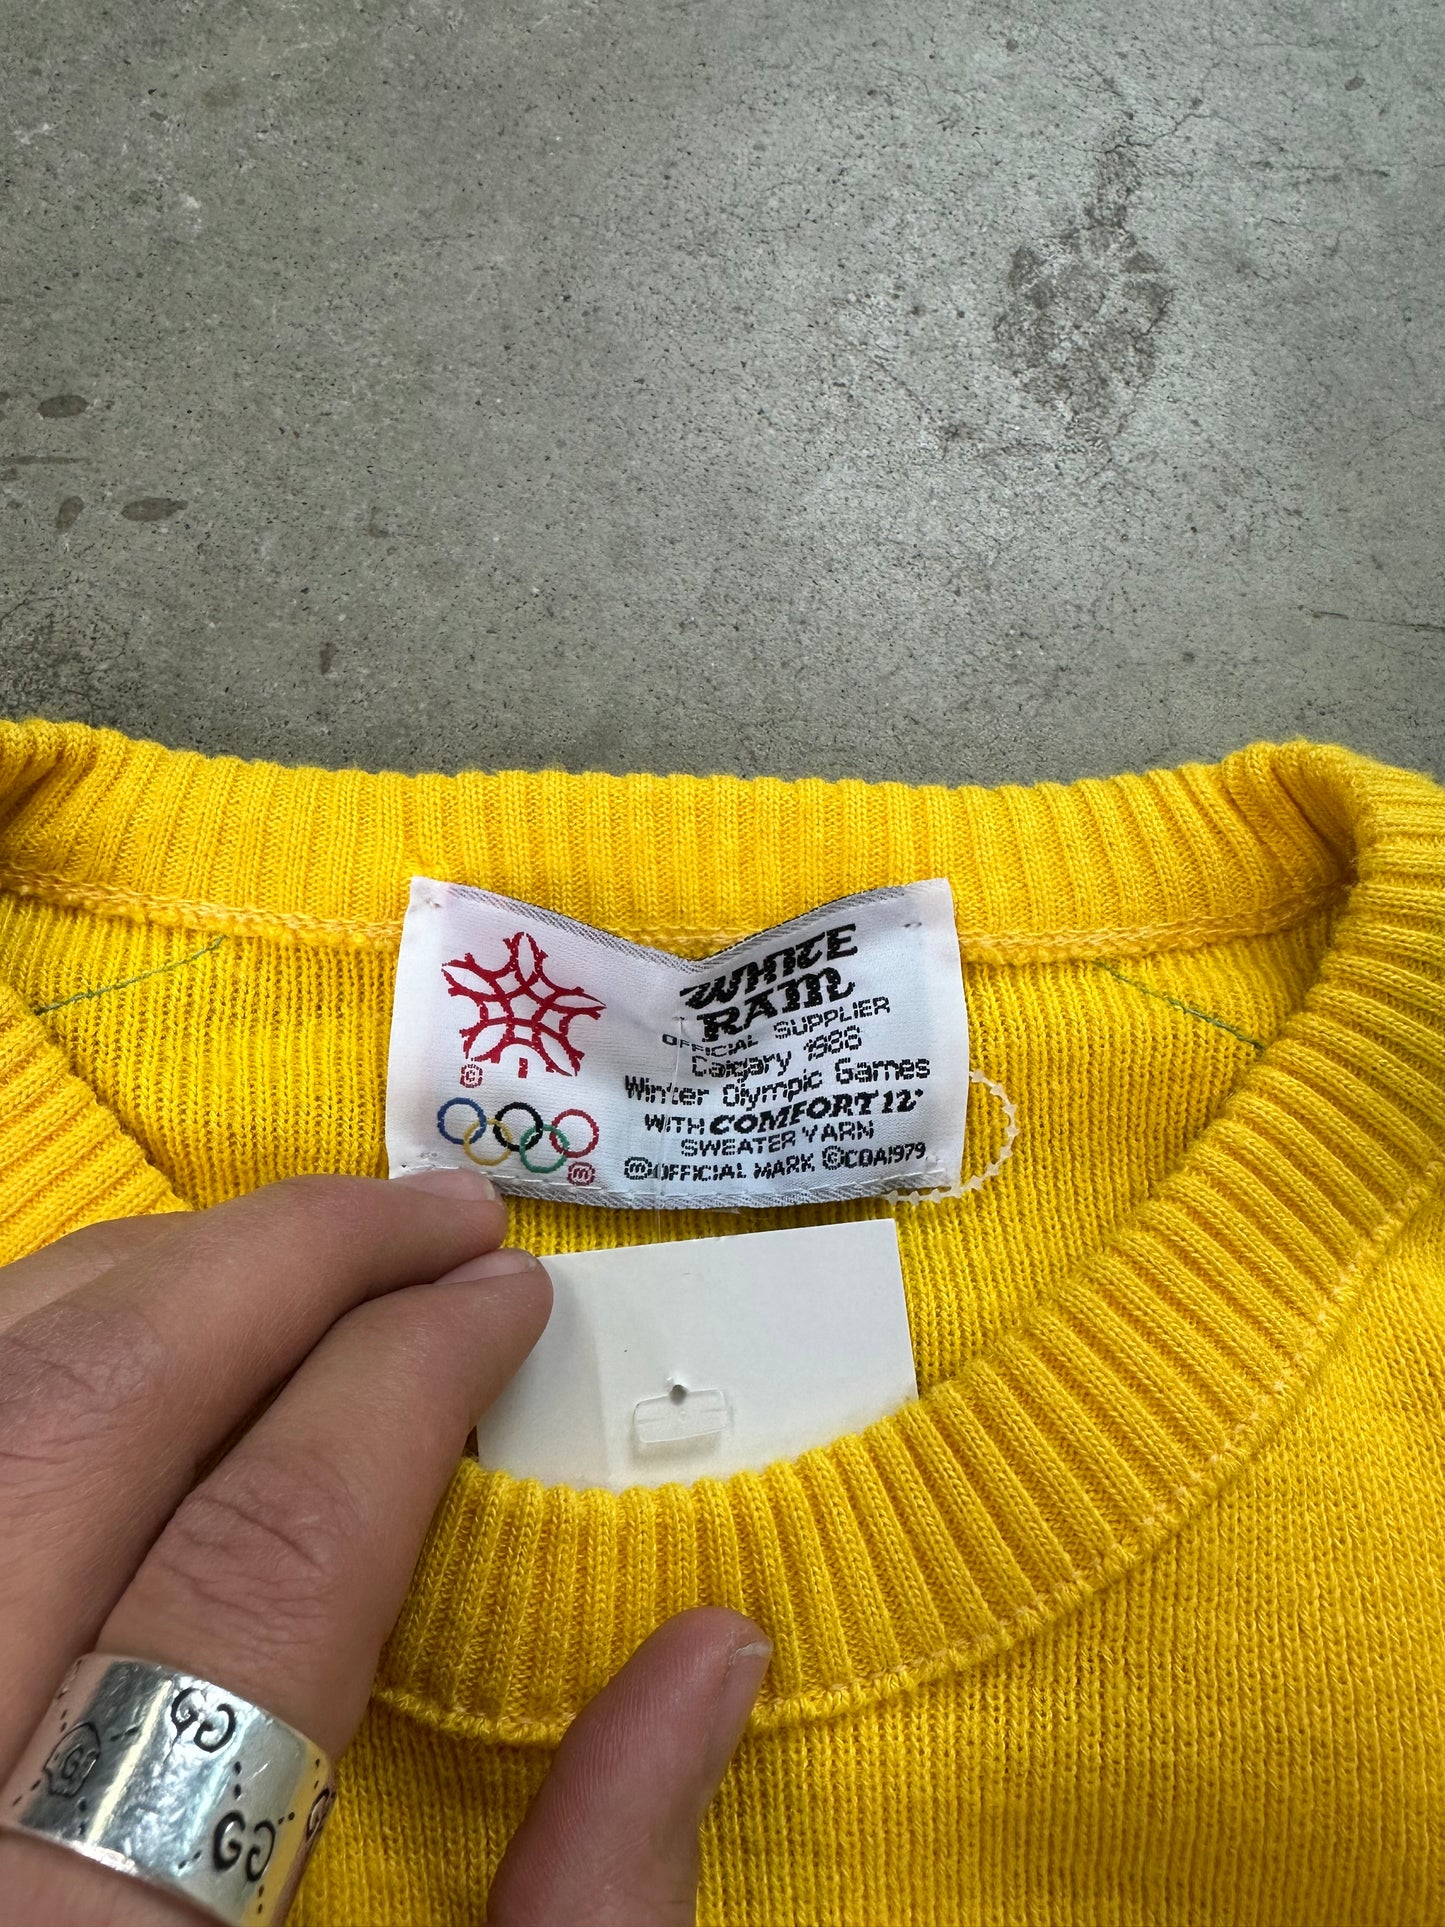 WHITE
RAM
OFFICIAL SUPPLIER
Calgary 1988
Winter Olympic Games
WITH COMFORT 12*
SWEATER YARN
Ⓜ OFFICIAL MARK ©COA1979
©
Ⓜ
GG
G
GG